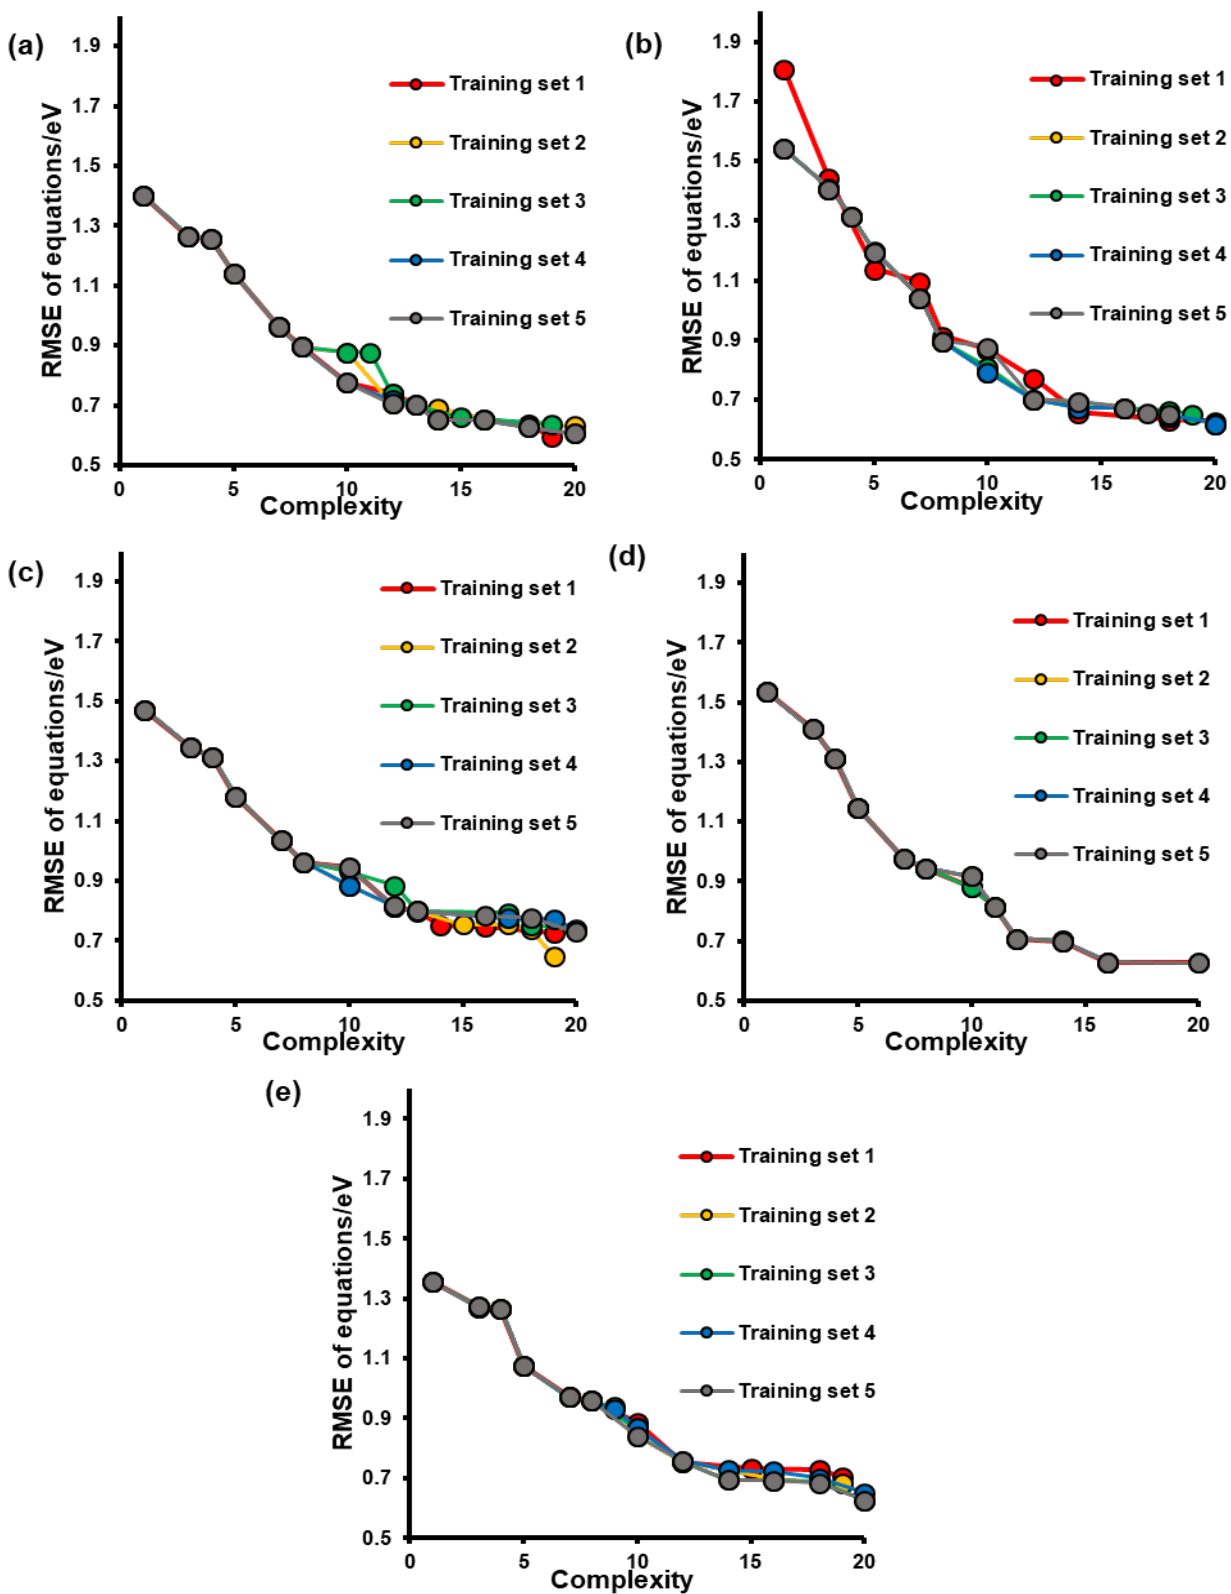 (a)
RMSE of equations/eV
1.9
1.7
1.5
1.3
1.1
0.9
0.7
0.5
0
5
10
15
20
Complexity
Training set 1
Training set 2
Training set 3
Training set 4
Training set 5
(b)
RMSE of equations/eV
1.9
1.7
1.5
1.3
1.1
0.9
0.7
0.5
0
5
10
15
20
Complexity
Training set 1
Training set 2
Training set 3
Training set 4
Training set 5
(c)
RMSE of equations/eV
1.9
1.7
1.5
1.3
1.1
0.9
0.7
0.5
0
5
10
15
20
Complexity
Training set 1
Training set 2
Training set 3
Training set 4
Training set 5
(d)
RMSE of equations/eV
1.9
1.7
1.5
1.3
1.1
0.9
0.7
0.5
0
5
10
15
20
Complexity
Training set 1
Training set 2
Training set 3
Training set 4
Training set 5
(e)
RMSE of equations/eV
1.9
1.7
1.5
1.3
1.1
0.9
0.7
0.5
0
5
10
15
20
Complexity
Training set 1
Training set 2
Training set 3
Training set 4
Training set 5